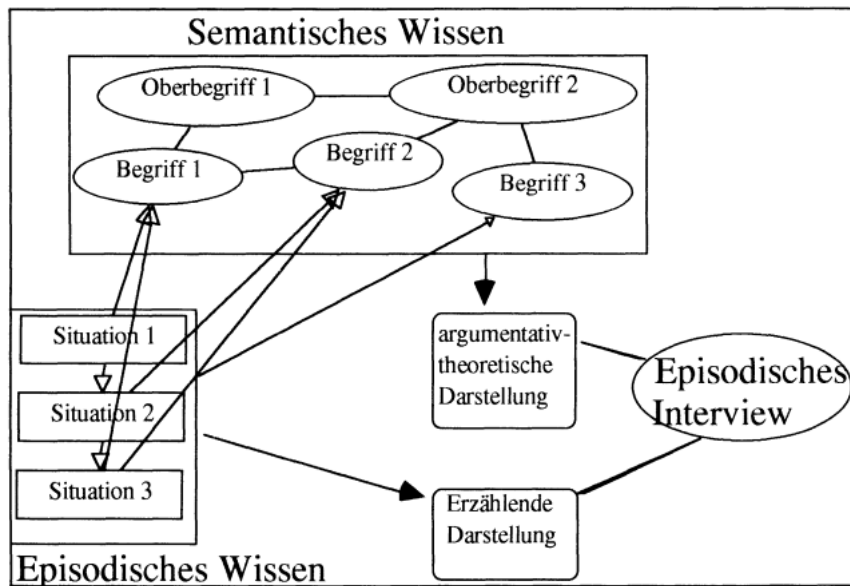 Semantisches Wissen
Oberbegriff 1
Oberbegriff 2
Begriff 1
Begriff 2
Begriff 3
Situation 1
Situation 2
Situation 3
Episodisches Wissen
argumentativ-
theoretische
Darstellung
Erzählende
Darstellung
Episodisches
Interview